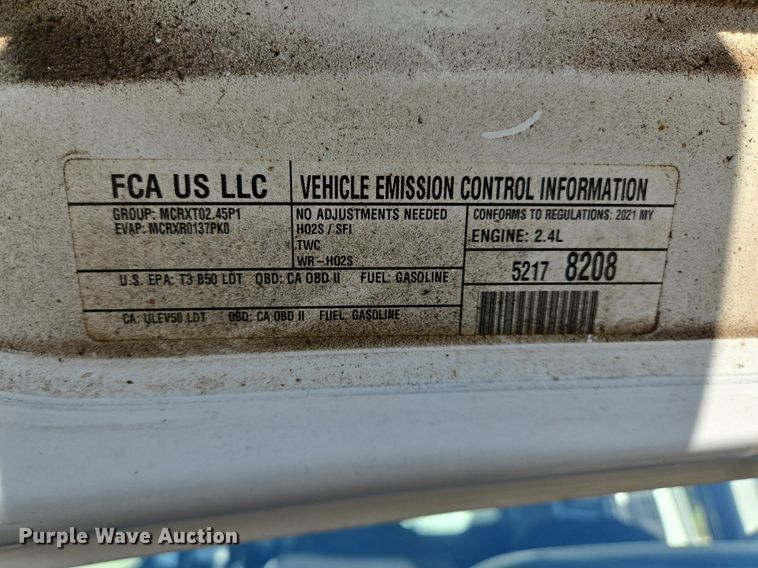 FCA US LLC
VEHICLE EMISSION CONTROL INFORMATION
GROUP: MCRXT02.45P1
EVAP: MCRXR0137PK0
NO ADJUSTMENTS NEEDED
HO2S / SFI
TWC
WR-HO2S
CONFORMS TO REGULATIONS: 2021 MY
ENGINE: 2.4L
5217 8208
U.S. EPA: T3 B50 LDT OBD: CA OBD II FUEL: GASOLINE
CA: ULEV50 LDT OBD: CA OBD II FUEL: GASOLINE
Purple Wave Auction